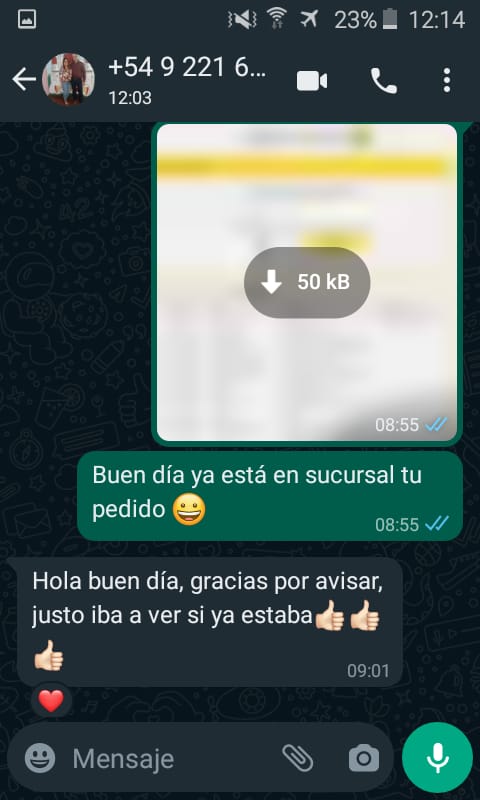 23% 12:14
+54 9 221 6...
12:03
50 kB
08:55
Buen día ya está en sucursal tu
pedido 😀
08:55
Hola buen día, gracias por avisar,
justo iba a ver si ya estaba👍🏻👍🏻
👍🏻
09:01
❤️
Mensaje